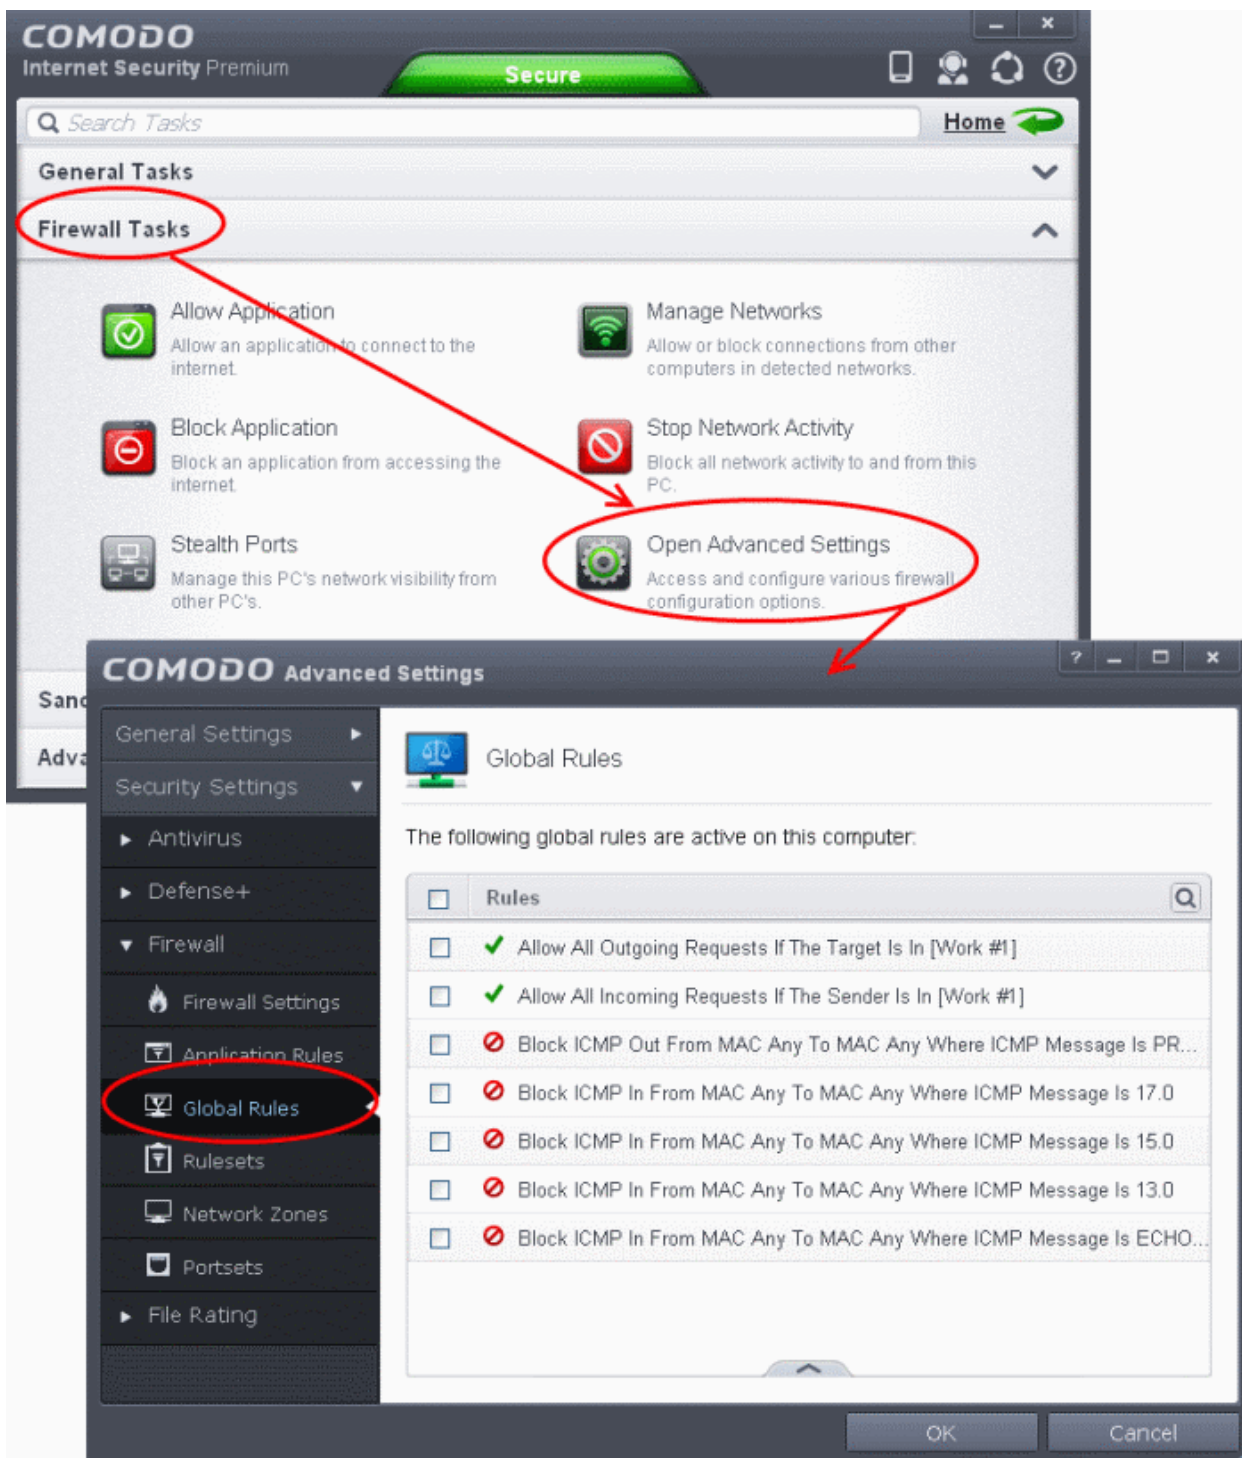 COMODO
Internet Security Premium
Secure
Search Tasks
Home
General Tasks
Firewall Tasks
Allow Application
Allow an application to connect to the
internet.
Manage Networks
Allow or block connections from other
computers in detected networks.
Block Application
Block an application from accessing the
internet.
Stop Network Activity
Block all network activity to and from this
PC.
Stealth Ports
Manage this PC's network visibility from
other PC's.
Open Advanced Settings
Access and configure various firewall
configuration options.
Sand
Adva
COMODO Advanced Settings
General Settings
Security Settings
Antivirus
Defense+
Firewall
Firewall Settings
Application Rules
Global Rules
Rulesets
Network Zones
Portsets
File Rating
Global Rules
The following global rules are active on this computer:
Rules
Allow All Outgoing Requests If The Target Is In [Work #1]
Allow All Incoming Requests If The Sender Is In [Work #1]
Block ICMP Out From MAC Any To MAC Any Where ICMP Message Is PR...
Block ICMP In From MAC Any To MAC Any Where ICMP Message Is 17.0
Block ICMP In From MAC Any To MAC Any Where ICMP Message Is 15.0
Block ICMP In From MAC Any To MAC Any Where ICMP Message Is 13.0
Block ICMP In From MAC Any To MAC Any Where ICMP Message Is ECHO...
OK
Cancel